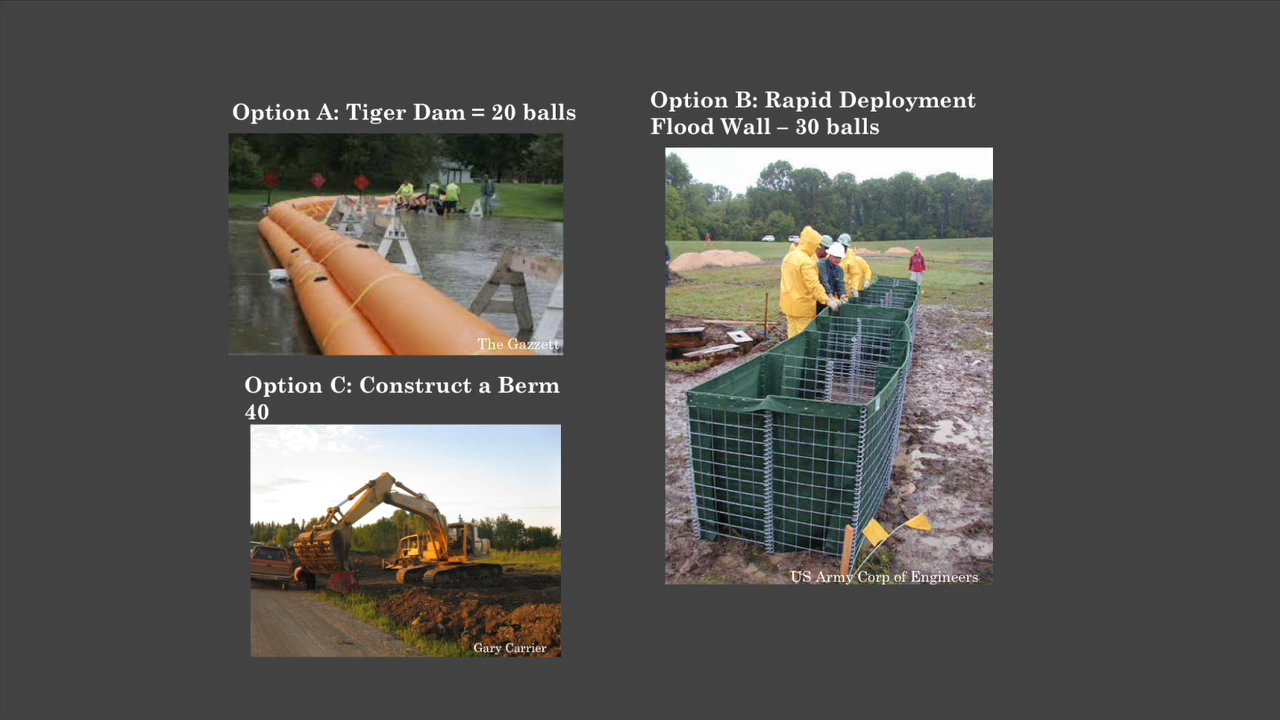 Option A: Tiger Dam = 20 balls
The Gazzett
Option B: Rapid Deployment
Flood Wall – 30 balls
US Army Corp of Engineers
Option C: Construct a Berm
40
Gary Carrier